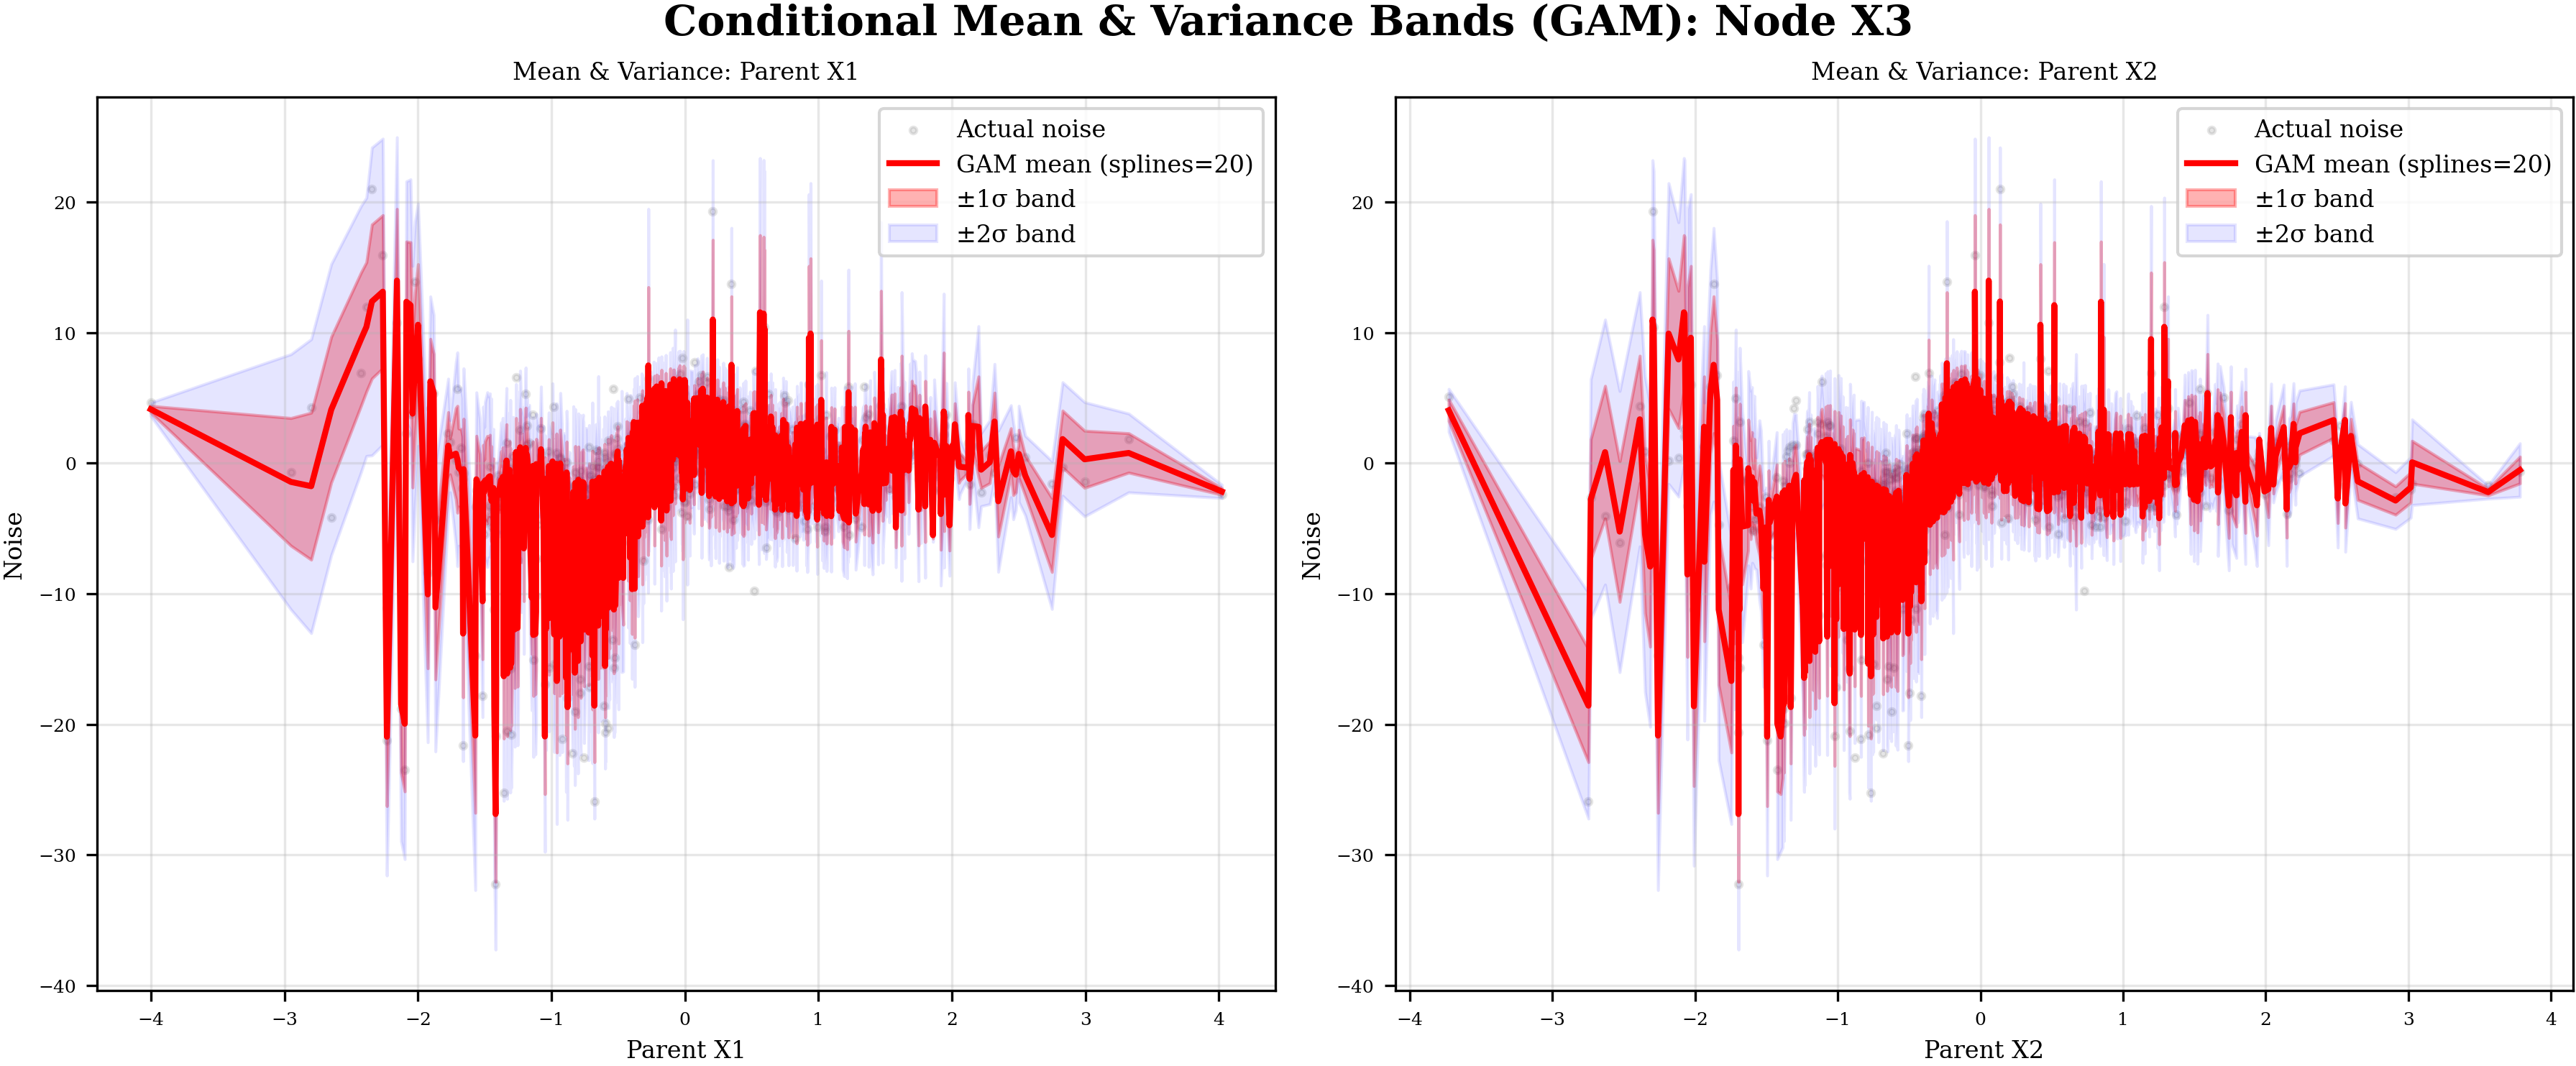 Conditional Mean & Variance Bands (GAM): Node X3
Mean & Variance: Parent X1
Actual noise
GAM mean (splines=20)
±1σ band
±2σ band
20
10
0
−10
−20
−30
−40
Noise
−4
−3
−2
−1
0
1
2
3
4
Parent X1
Mean & Variance: Parent X2
Actual noise
GAM mean (splines=20)
±1σ band
±2σ band
20
10
0
−10
−20
−30
−40
Noise
−4
−3
−2
−1
0
1
2
3
4
Parent X2